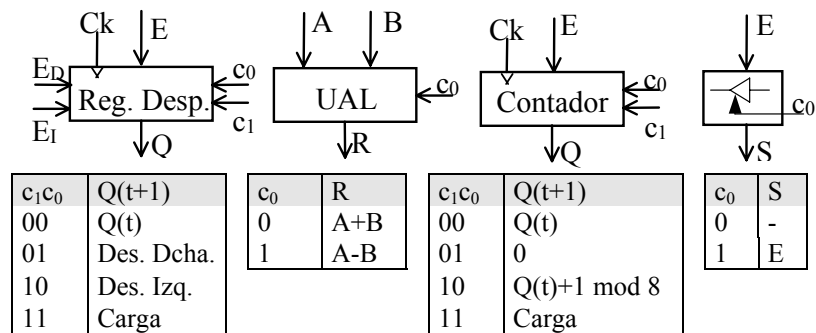 Ck E
E_D Reg. Desp. c₀
E_I c₁
Q
A B
UAL c₀
R
Ck E
Contador c₀
c₁
Q
E
c₀
S
c₁c₀ Q(t+1)
00 Q(t)
01 Des. Dcha.
10 Des. Izq.
11 Carga
c₀ R
0 A+B
1 A-B
c₁c₀ Q(t+1)
00 Q(t)
01 0
10 Q(t)+1 mod 8
11 Carga
c₀ S
0 -
1 E